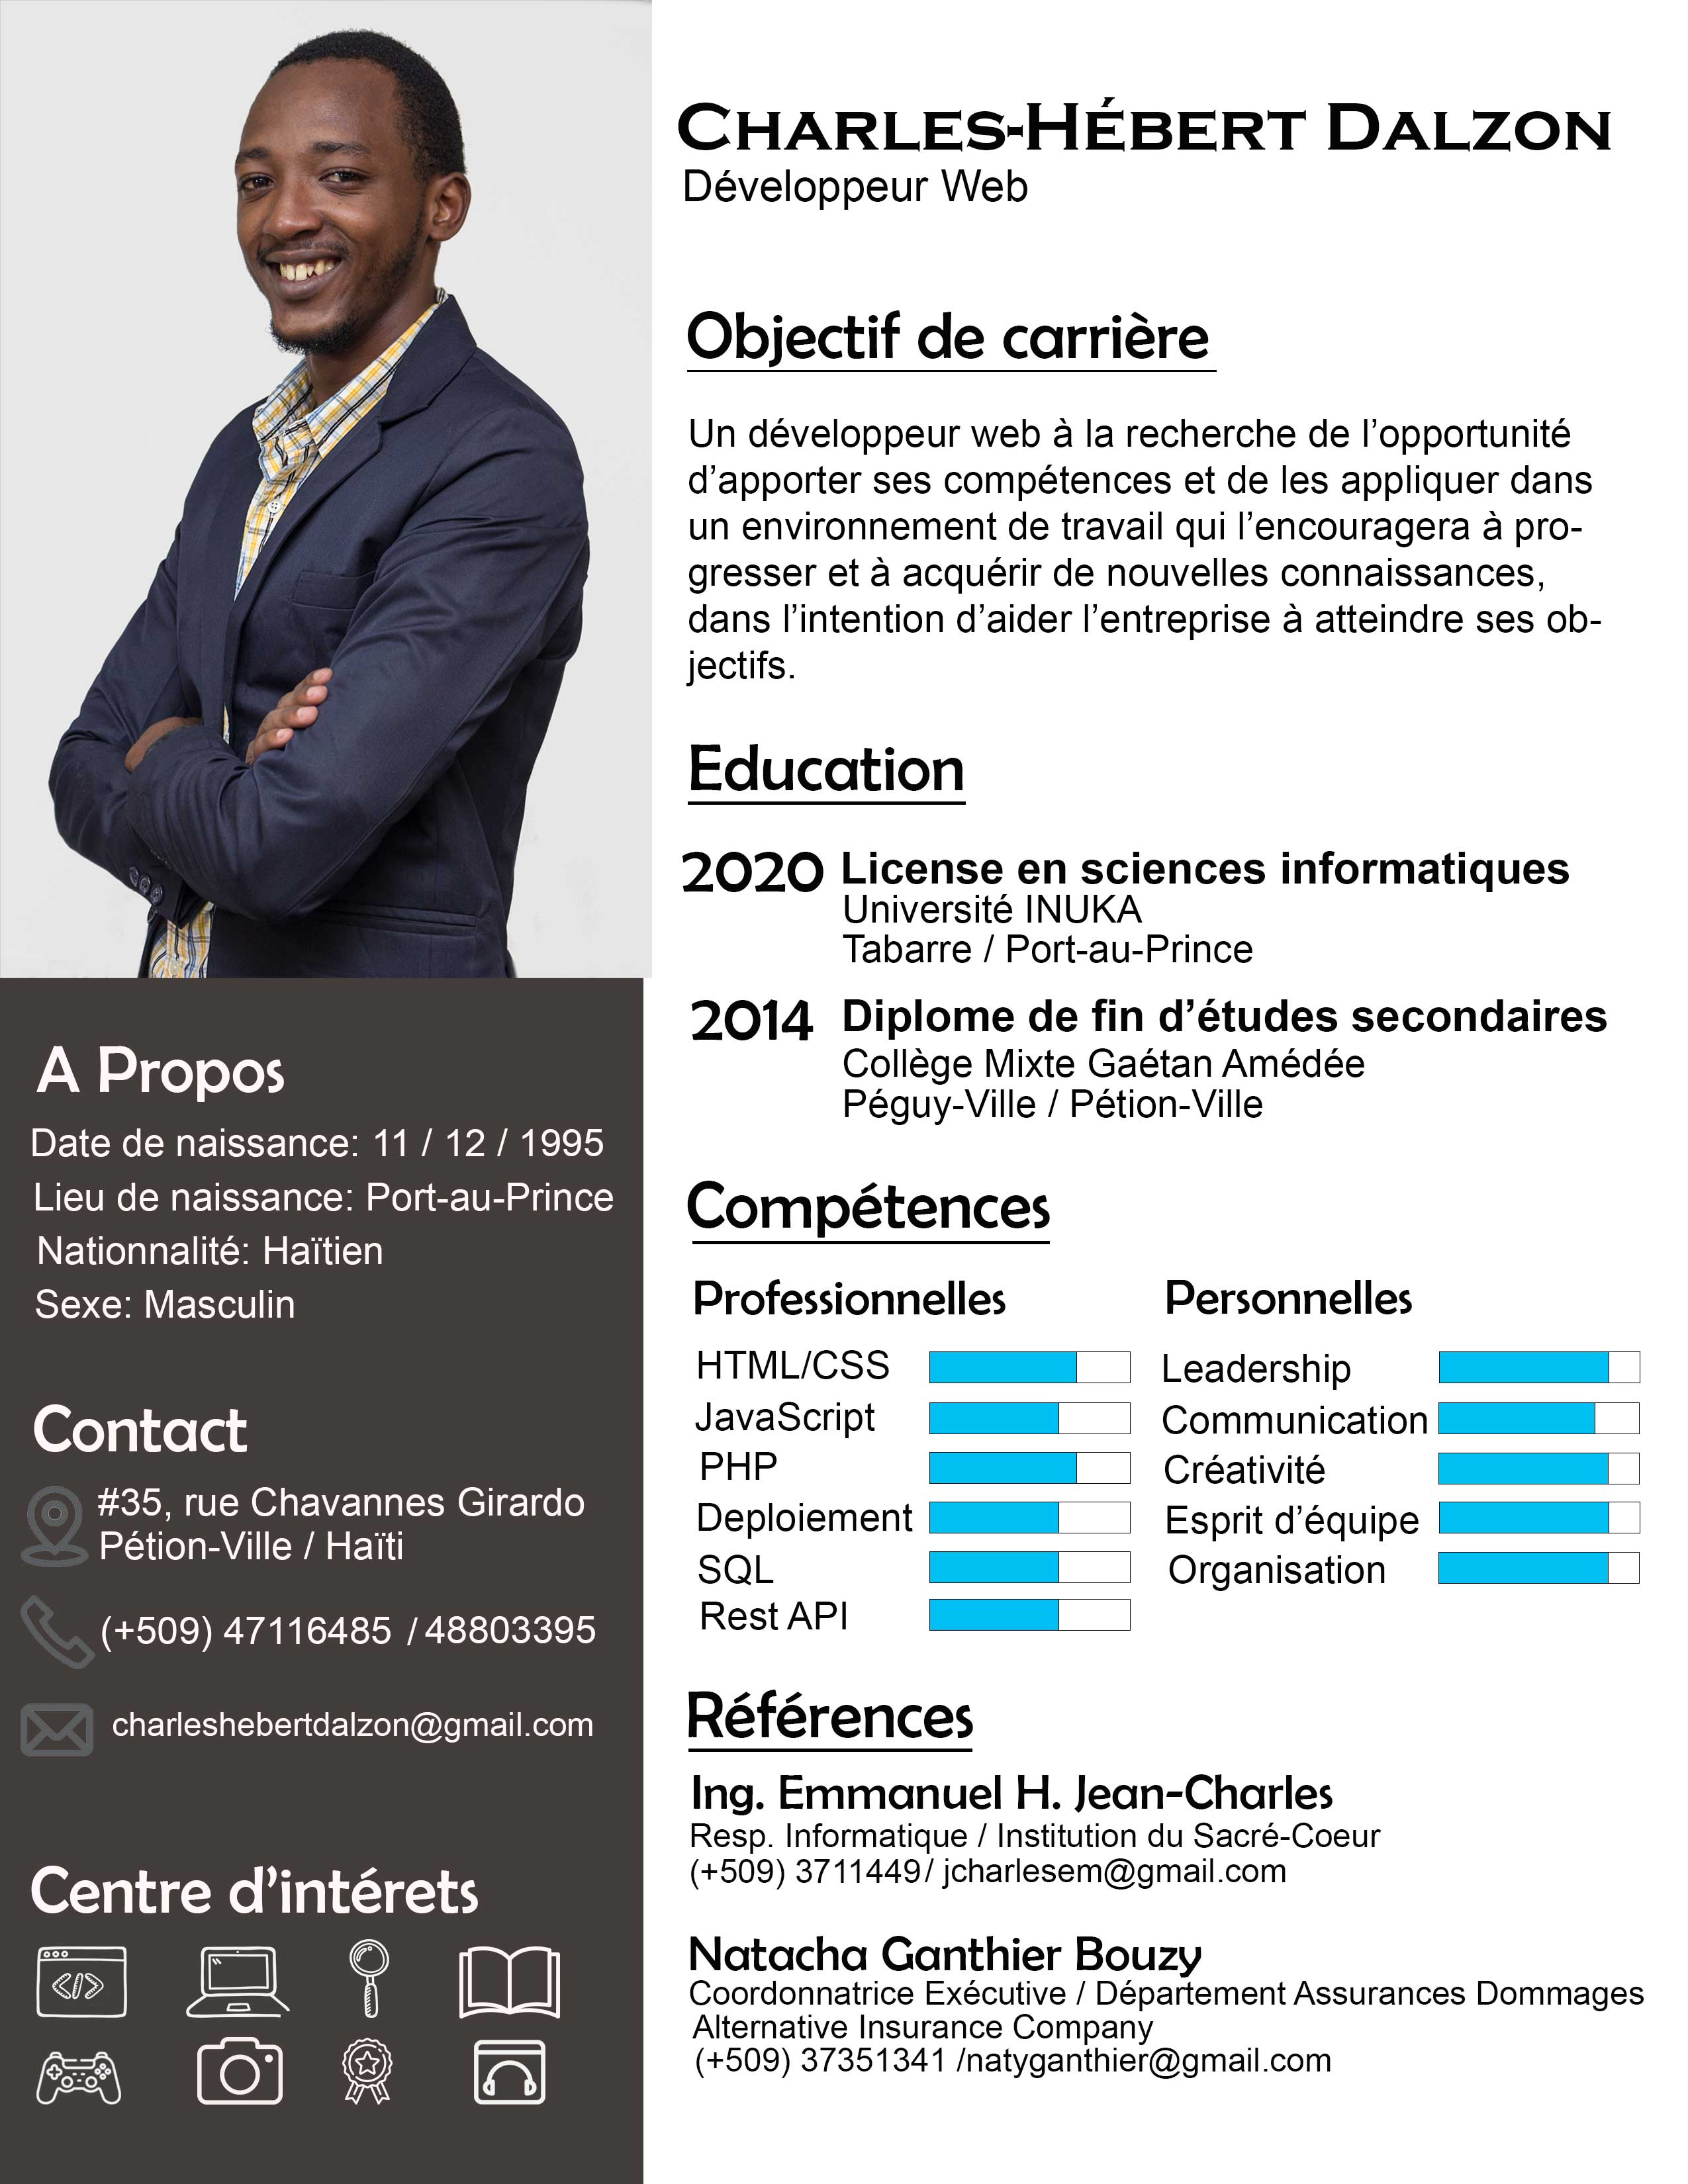 Charles-Hébert Dalzon
Développeur Web
Objectif de carrière
Un développeur web à la recherche de l’opportunité
d’apporter ses compétences et de les appliquer dans
un environnement de travail qui l’encouragera à pro-
gresser et à acquérir de nouvelles connaissances,
dans l’intention d’aider l’entreprise à atteindre ses ob-
jectifs.
Education
2020 License en sciences informatiques
Université INUKA
Tabarre / Port-au-Prince
2014 Diplome de fin d’études secondaires
Collège Mixte Gaétan Amédée
Péguy-Ville / Pétion-Ville
Compétences
Professionnelles
HTML/CSS
JavaScript
PHP
Deploiement
SQL
Rest API
Personnelles
Leadership
Communication
Créativité
Esprit d’équipe
Organisation
Références
Ing. Emmanuel H. Jean-Charles
Resp. Informatique / Institution du Sacré-Coeur
(+509) 3711449/ jcharlesem@gmail.com
Natacha Ganthier Bouzy
Coordonnatrice Exécutive / Département Assurances Dommages
Alternative Insurance Company
(+509) 37351341 /natyganthier@gmail.com
A Propos
Date de naissance: 11 / 12 / 1995
Lieu de naissance: Port-au-Prince
Nationnalité: Haïtien
Sexe: Masculin
Contact
#35, rue Chavannes Girardo
Pétion-Ville / Haïti
(+509) 47116485 / 48803395
charleshebertdalzon@gmail.com
Centre d’intérets